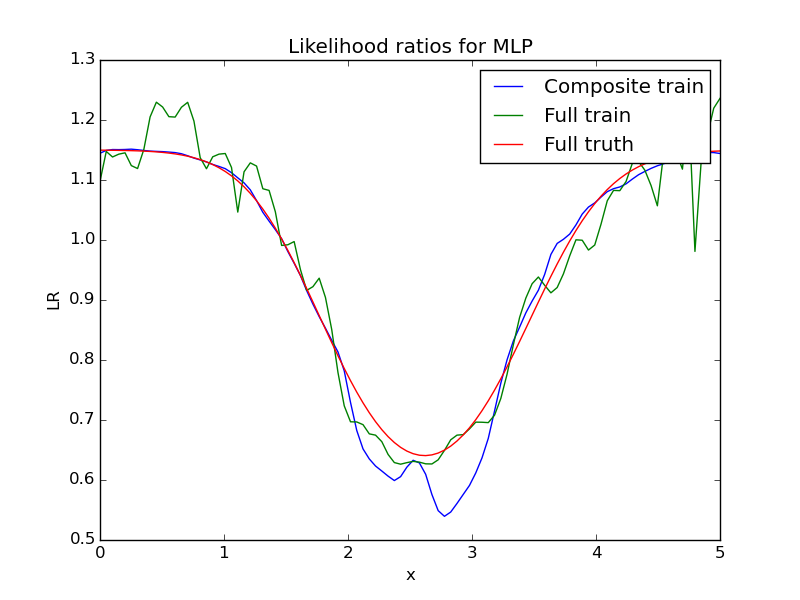 Likelihood ratios for MLP
1.3
1.2
1.1
1.0
0.9
0.8
0.7
0.6
0.5
LR
Composite train
Full train
Full truth
0 1 2 3 4 5
x